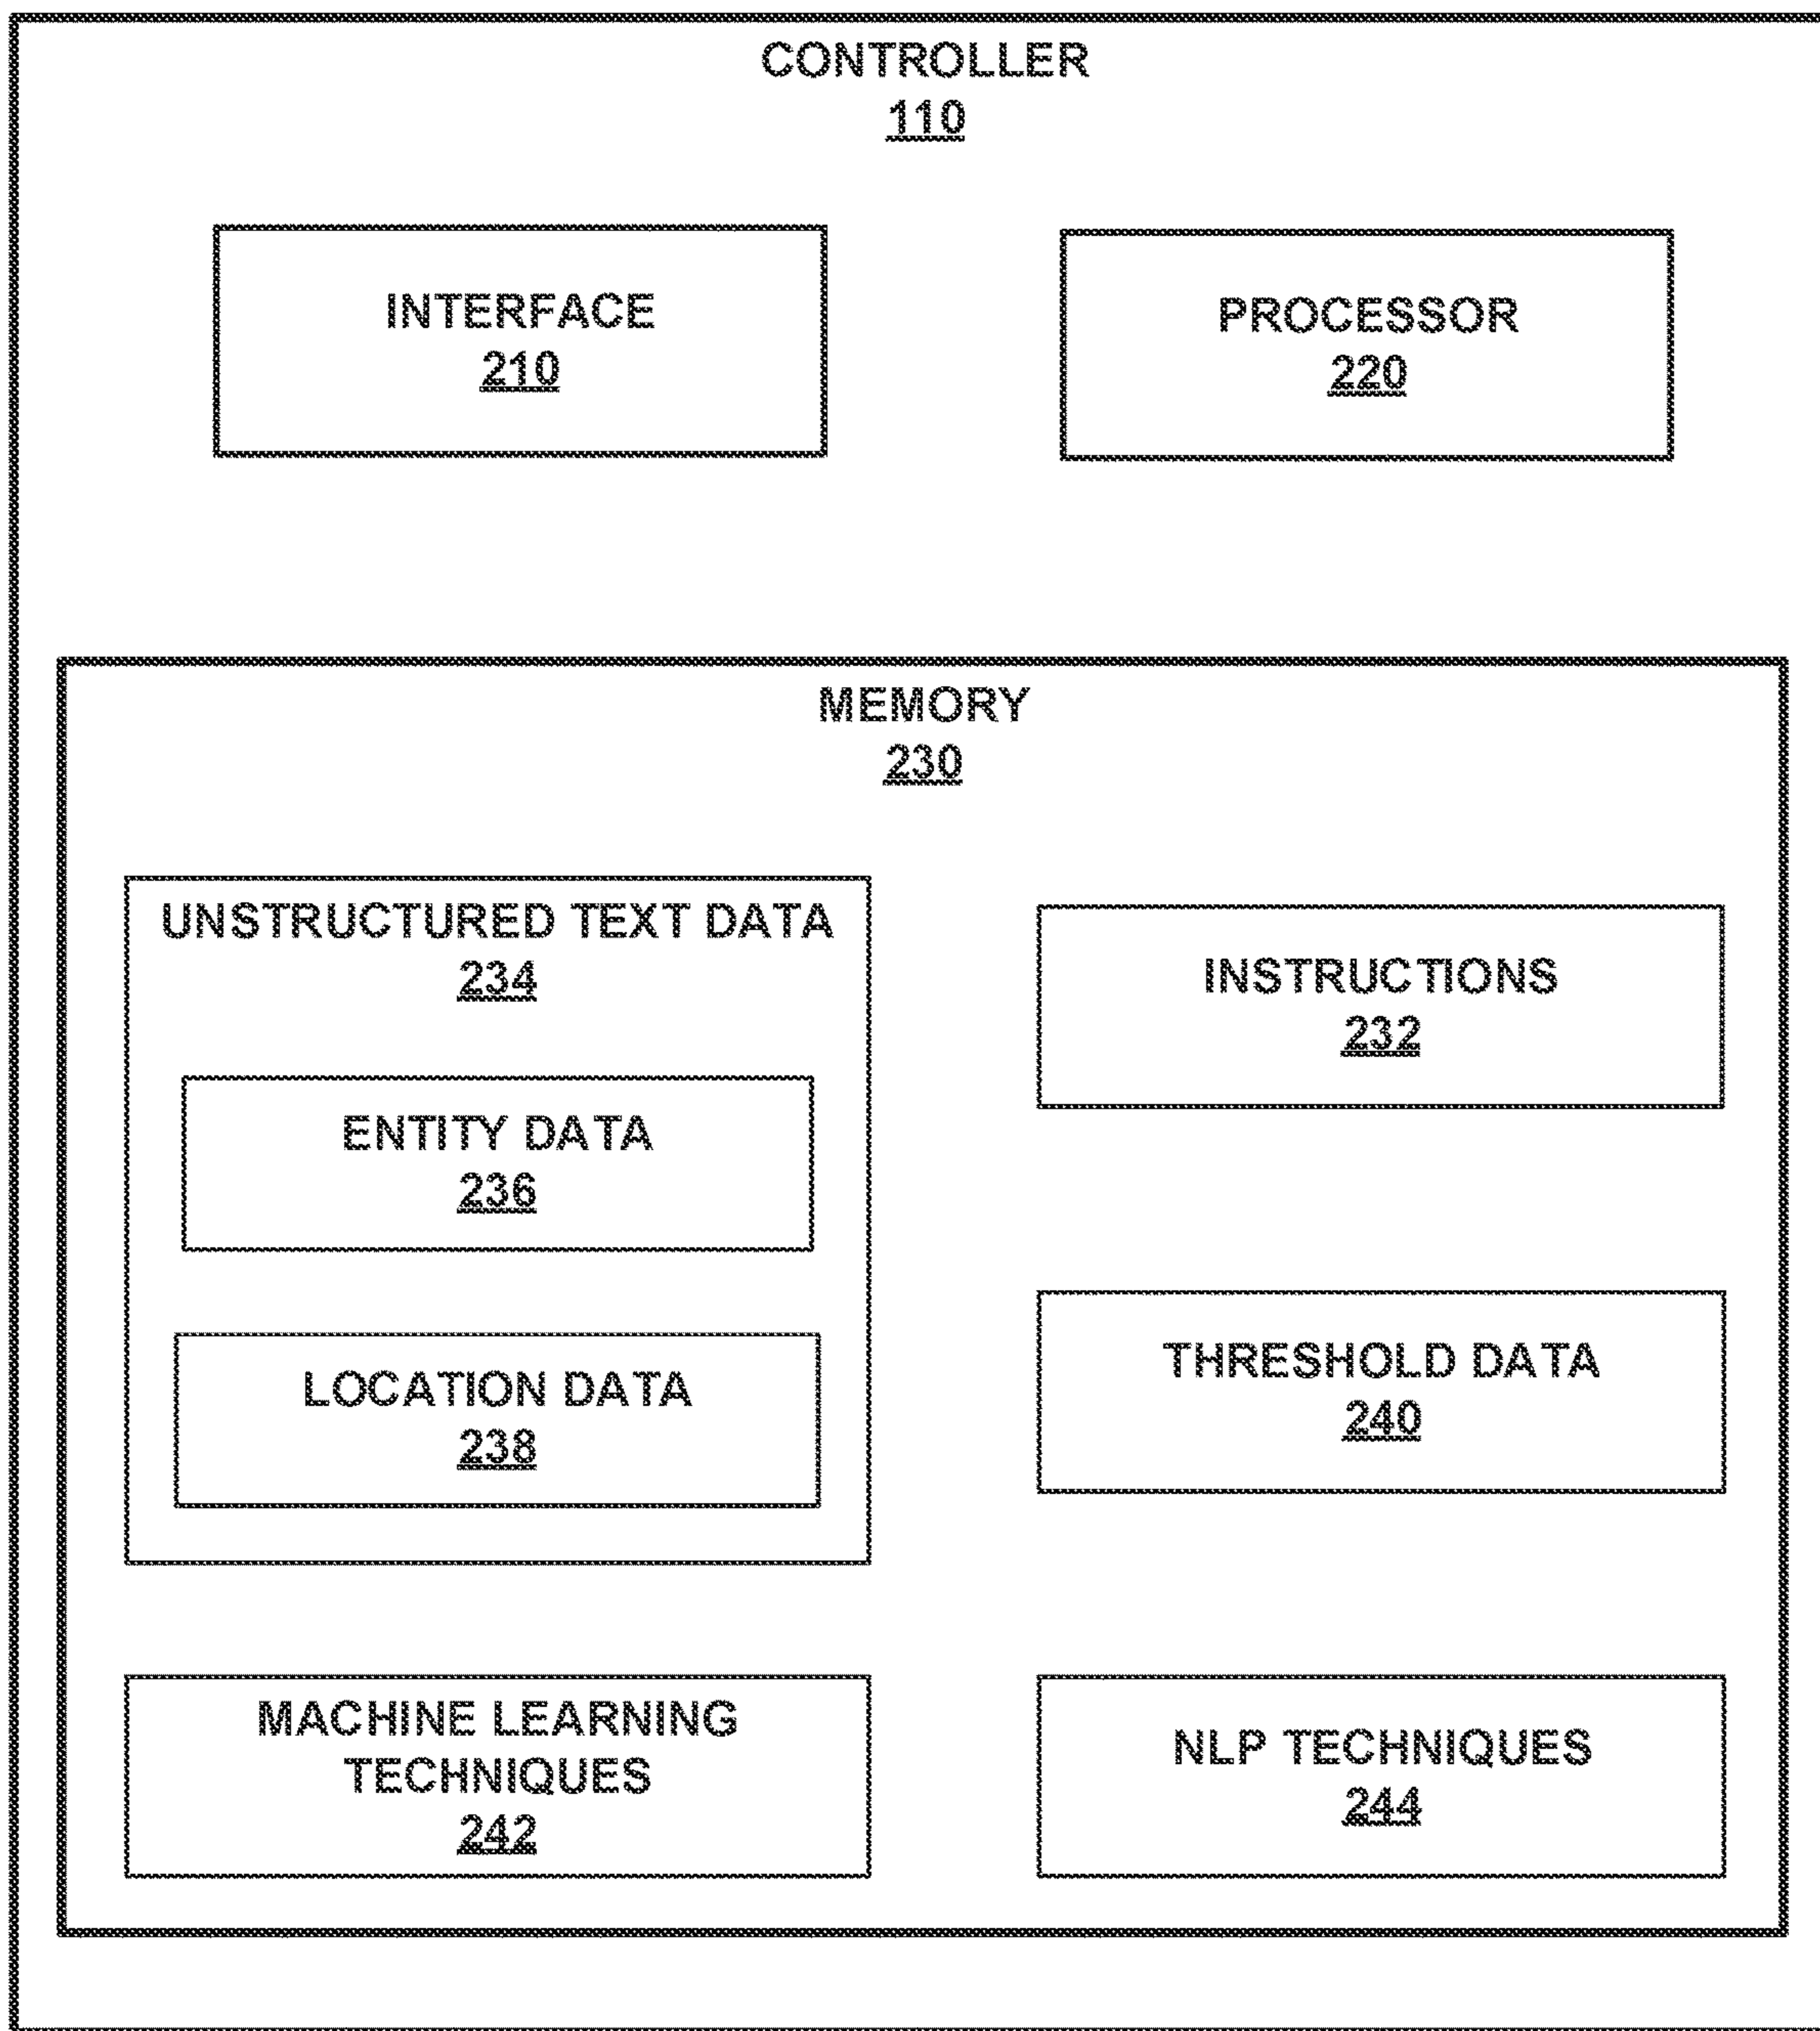 CONTROLLER
110
INTERFACE
210
PROCESSOR
220
MEMORY
230
UNSTRUCTURED TEXT DATA
234
ENTITY DATA
236
LOCATION DATA
238
INSTRUCTIONS
232
THRESHOLD DATA
240
MACHINE LEARNING
TECHNIQUES
242
NLP TECHNIQUES
244